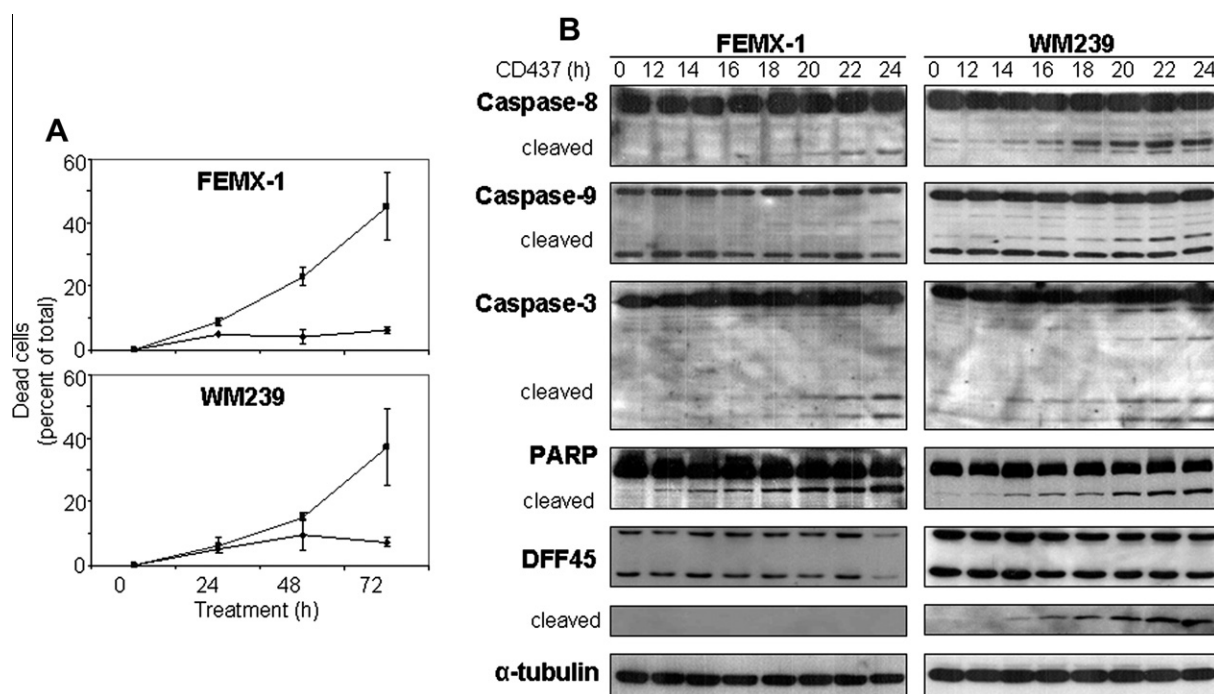 A
Dead cells
(percent of total)
60
40
20
0
FEMX-1
60
40
20
0
WM239
0 24 48 72
Treatment (h)
B
FEMX-1 WM239
CD437 (h) 0 12 14 16 18 20 22 24 0 12 14 16 18 20 22 24
Caspase-8
cleaved
Caspase-9
cleaved
Caspase-3
cleaved
PARP
cleaved
DFF45
cleaved
α-tubulin